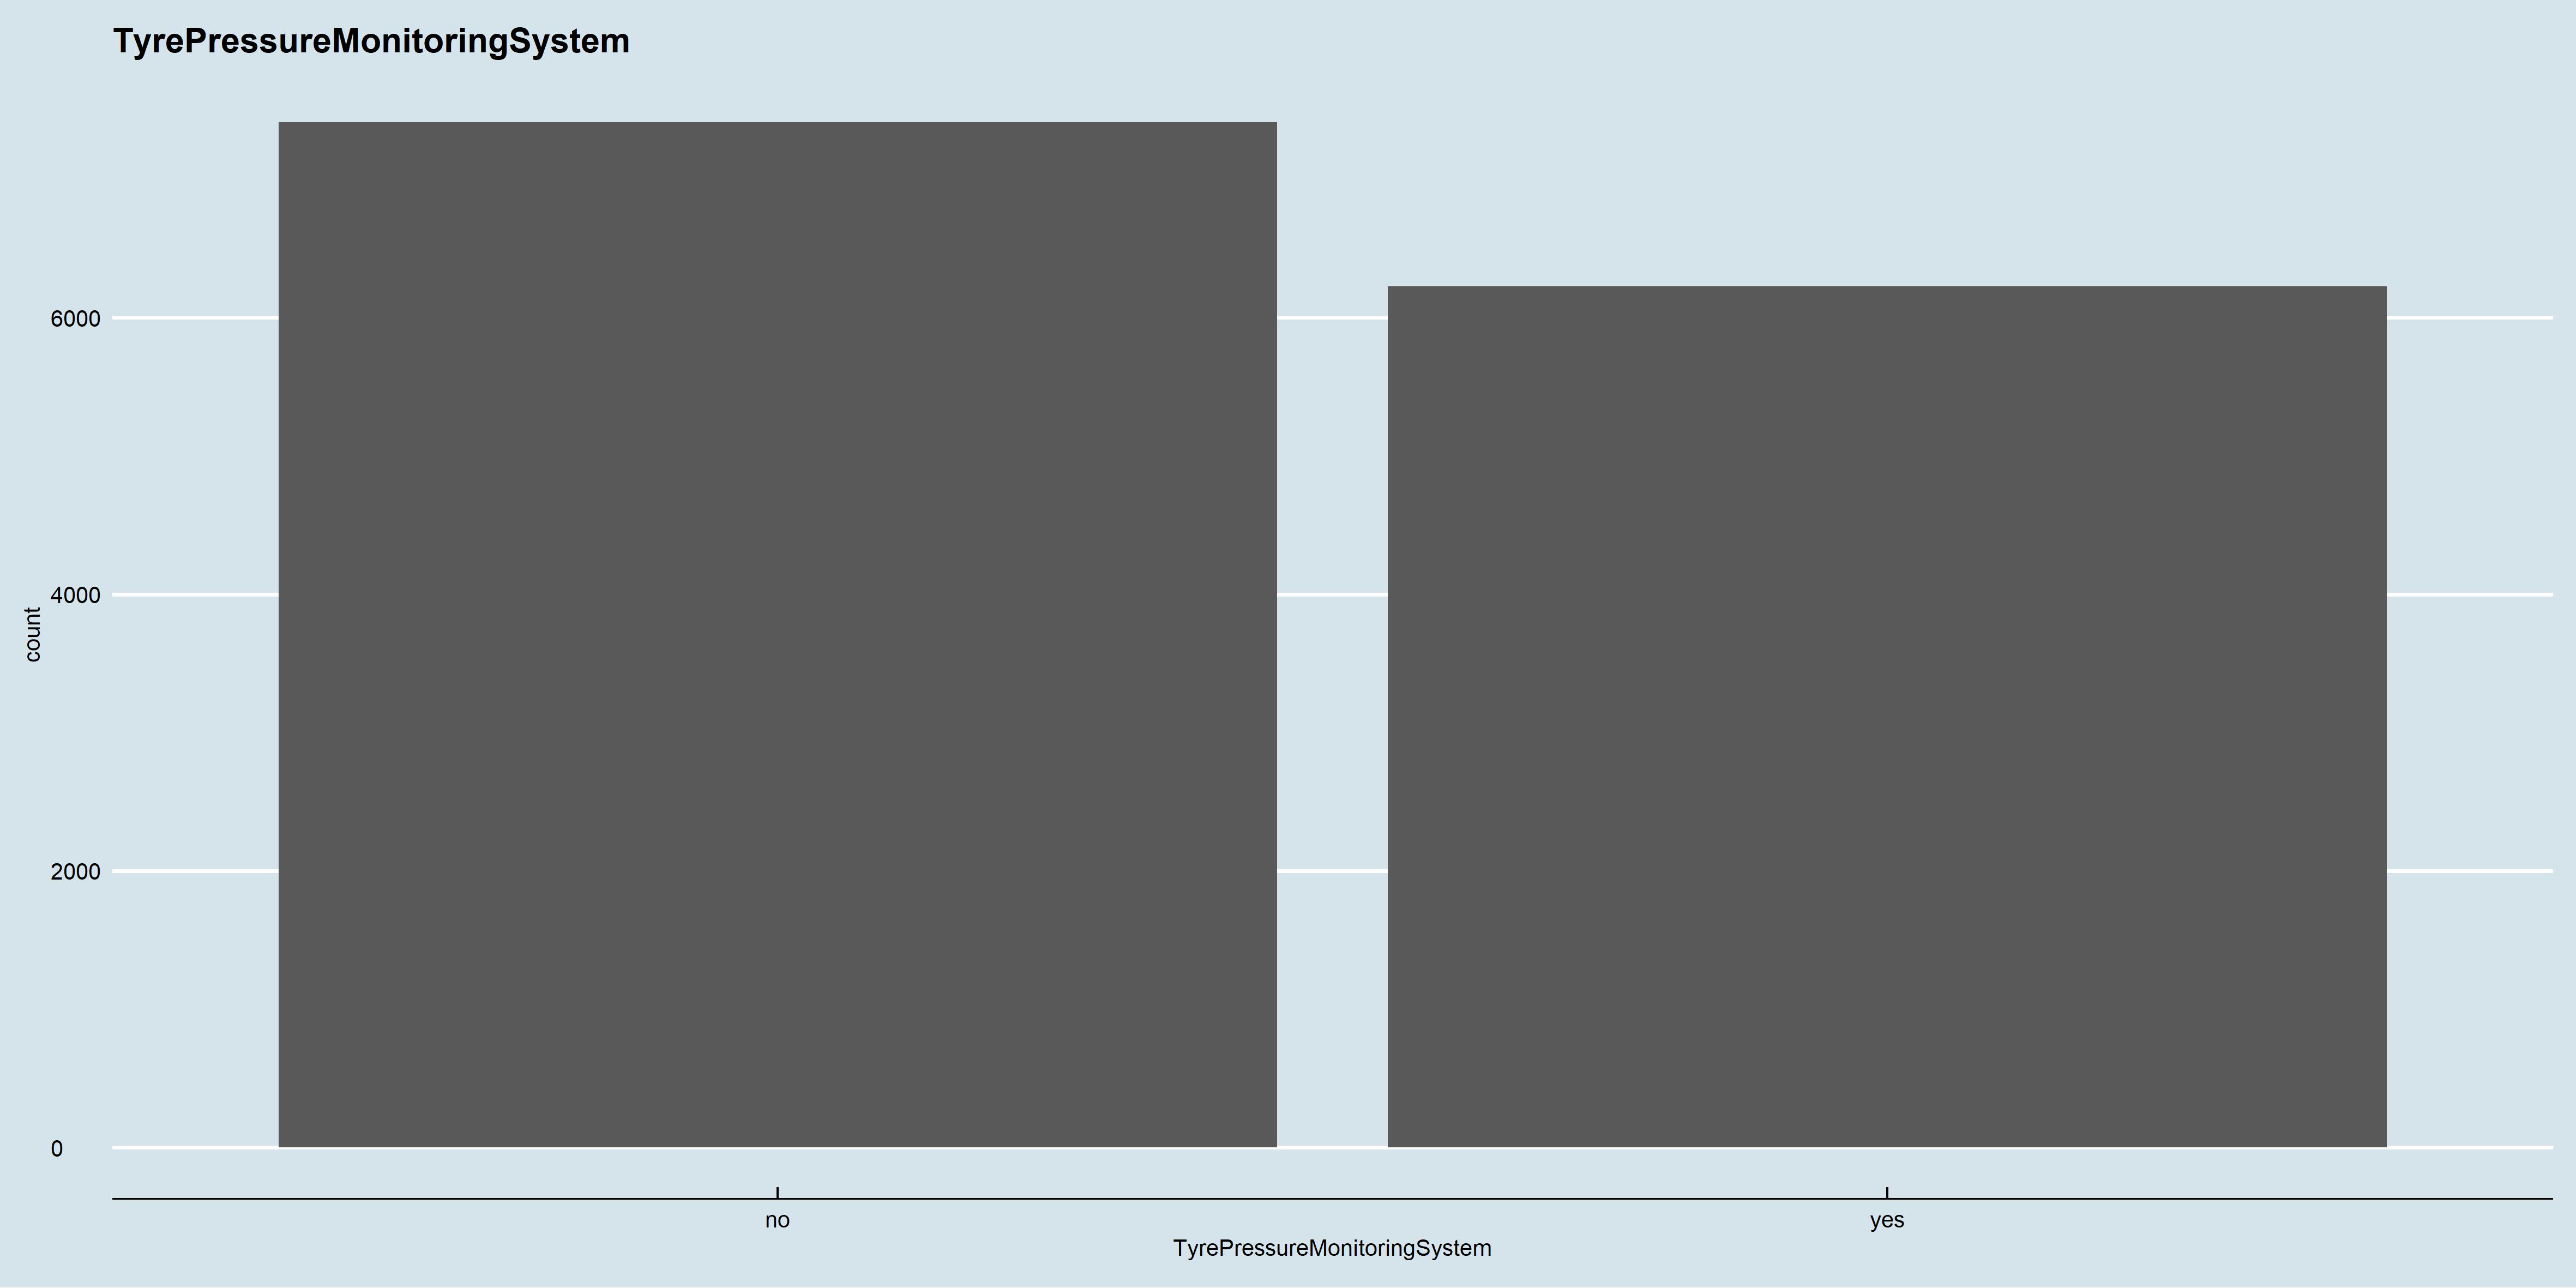 TyrePressureMonitoringSystem
6000
4000
2000
0
count
no
yes
TyrePressureMonitoringSystem